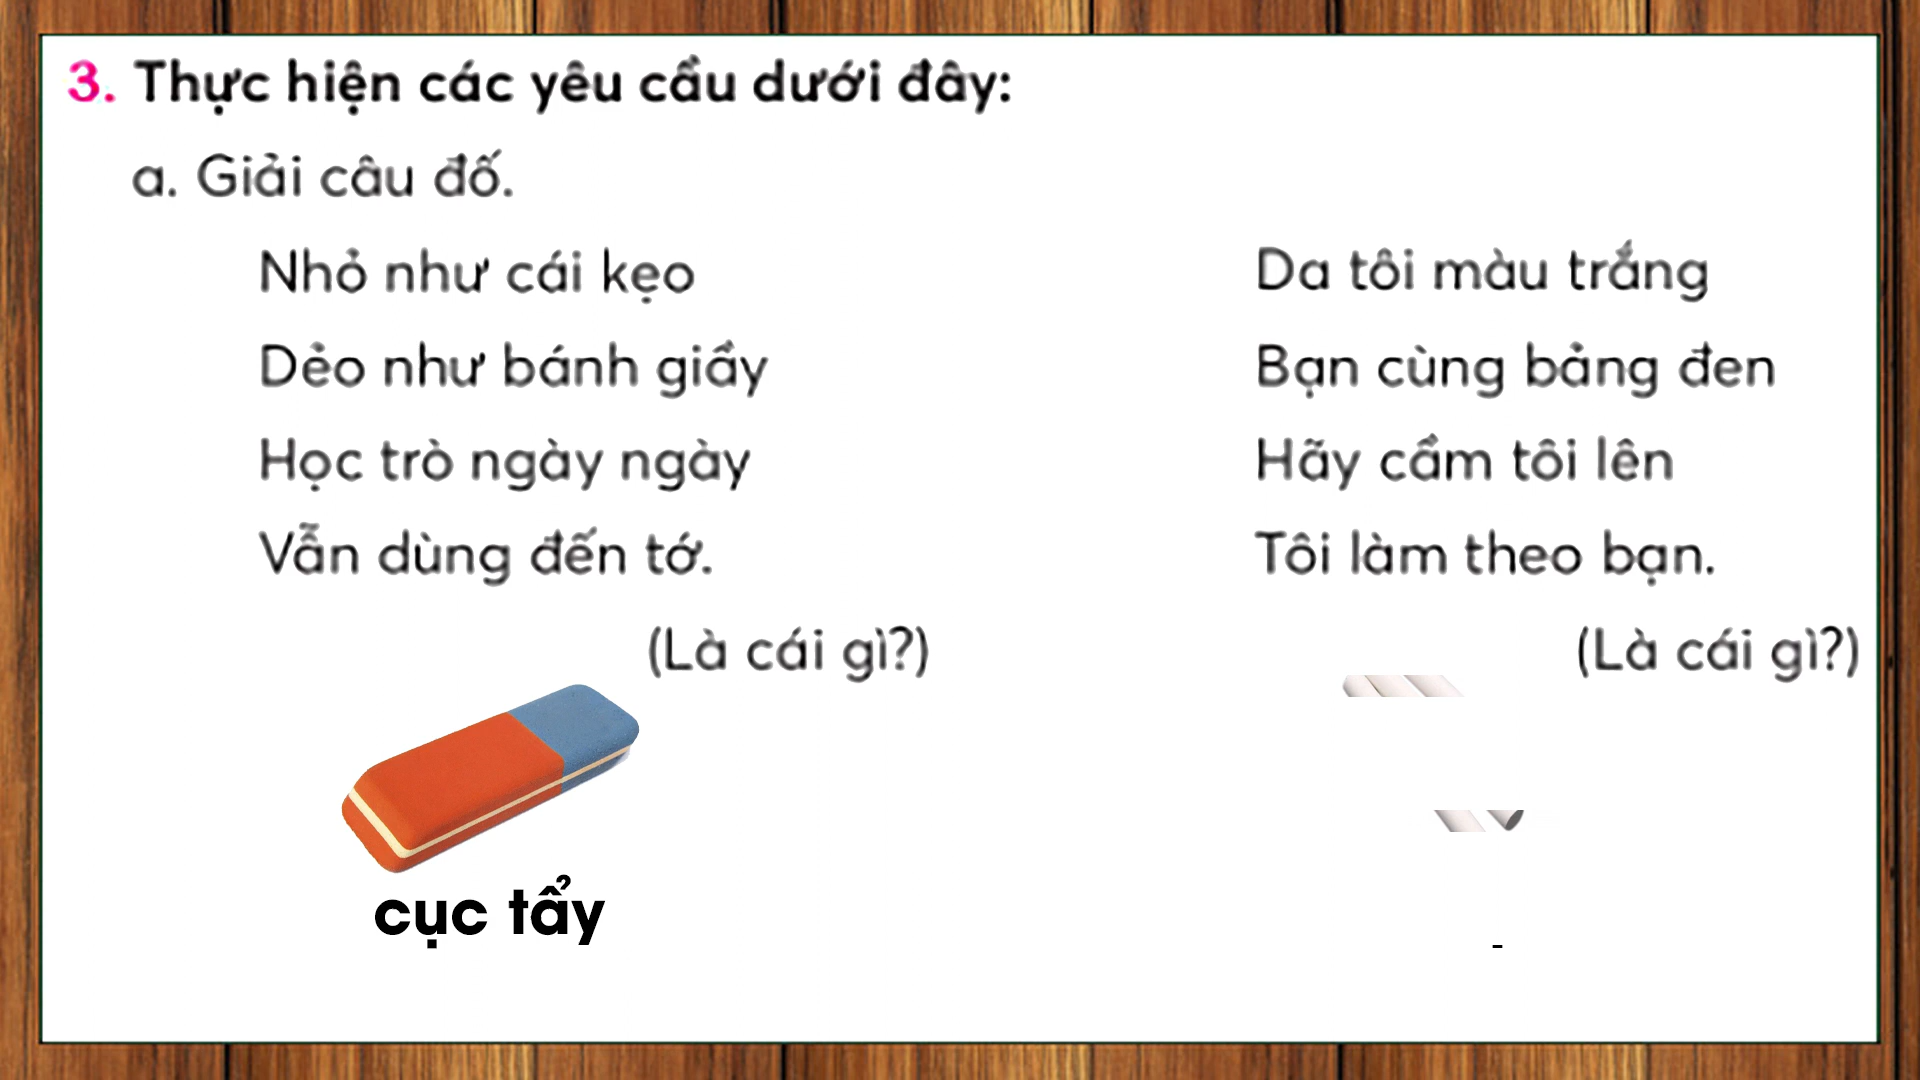 3. Thực hiện các yêu cầu dưới đây:
a. Giải câu đố.
Nhỏ như cái kẹo
Dẻo như bánh giầy
Học trò ngày ngày
Vẫn dùng đến tớ.
(Là cái gì?)
cục tẩy
Da tôi màu trắng
Bạn cùng bảng đen
Hãy cầm tôi lên
Tôi làm theo bạn.
(Là cái gì?)